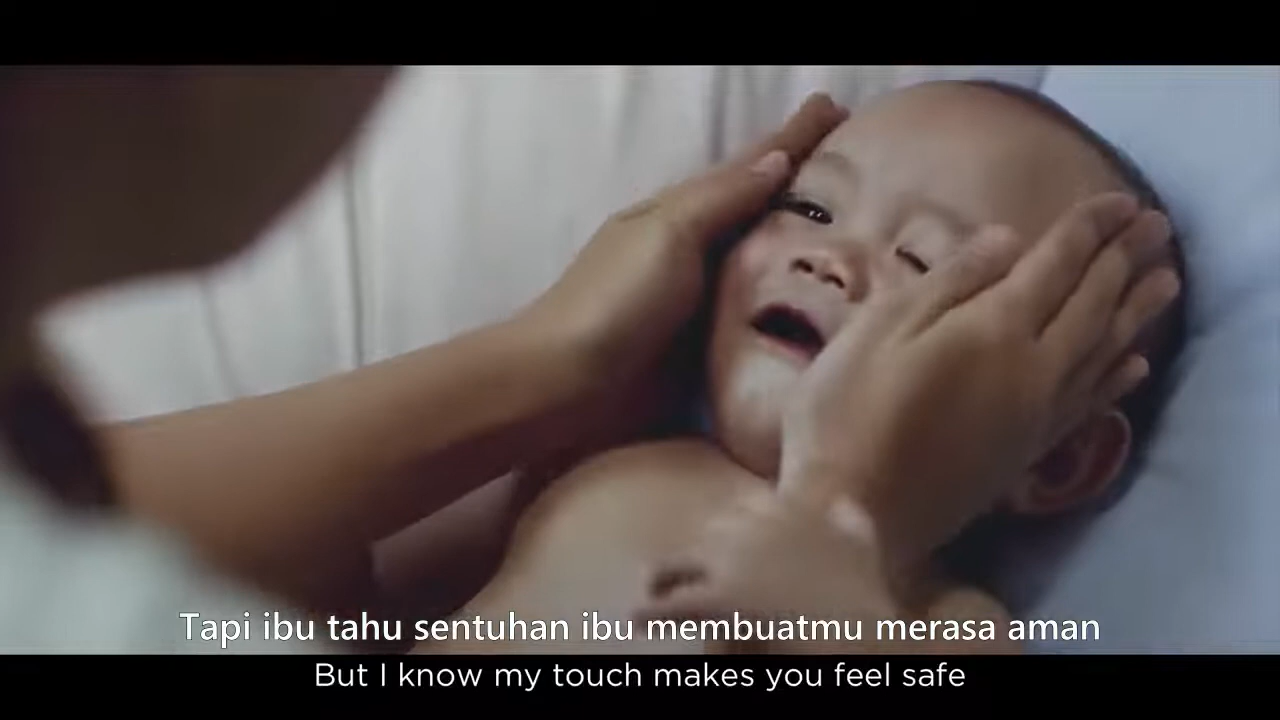 Tapi ibu tahu sentuhan ibu membuatmu merasa aman
But I know my touch makes you feel safe